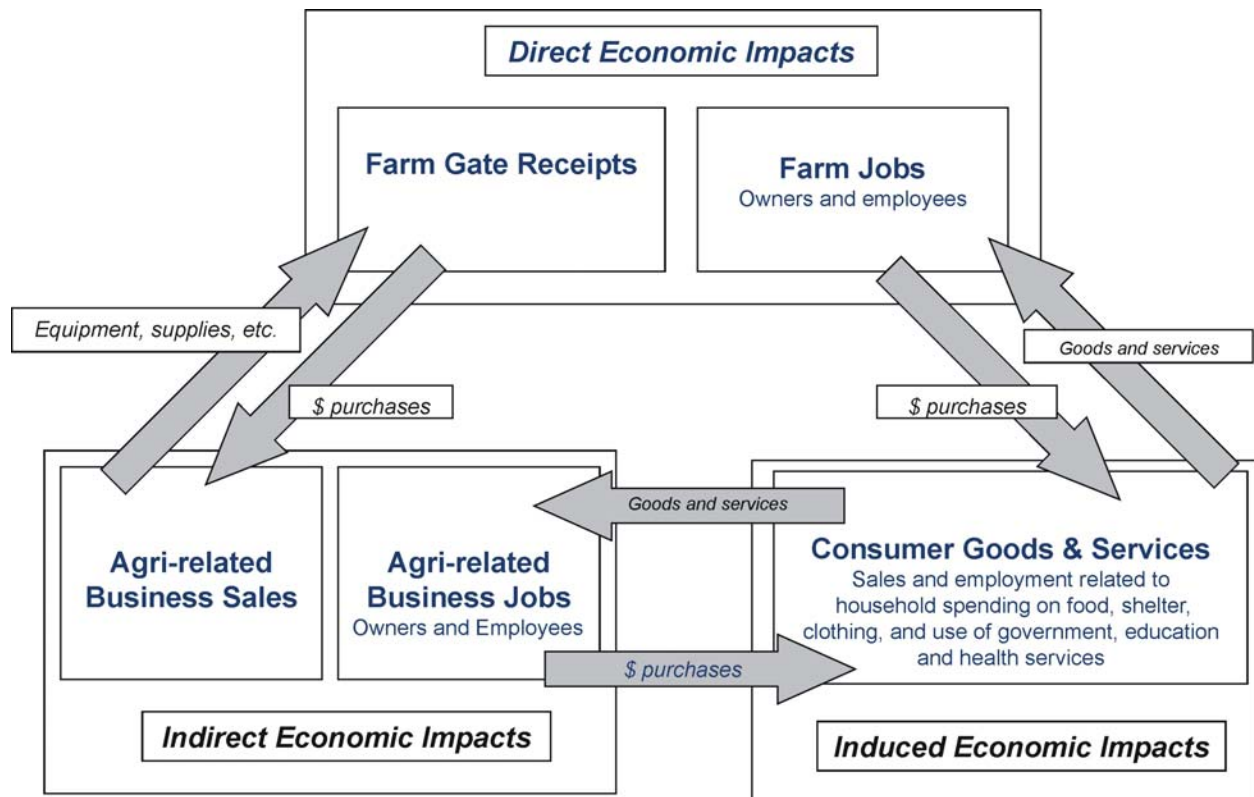 Direct Economic Impacts
Farm Gate Receipts
Farm Jobs
Owners and employees
Equipment, supplies, etc.
$ purchases
Goods and services
$ purchases
Agri-related
Business Sales
Agri-related
Business Jobs
Owners and Employees
Goods and services
$ purchases
Consumer Goods & Services
Sales and employment related to
household spending on food, shelter,
clothing, and use of government, education
and health services
Indirect Economic Impacts
Induced Economic Impacts